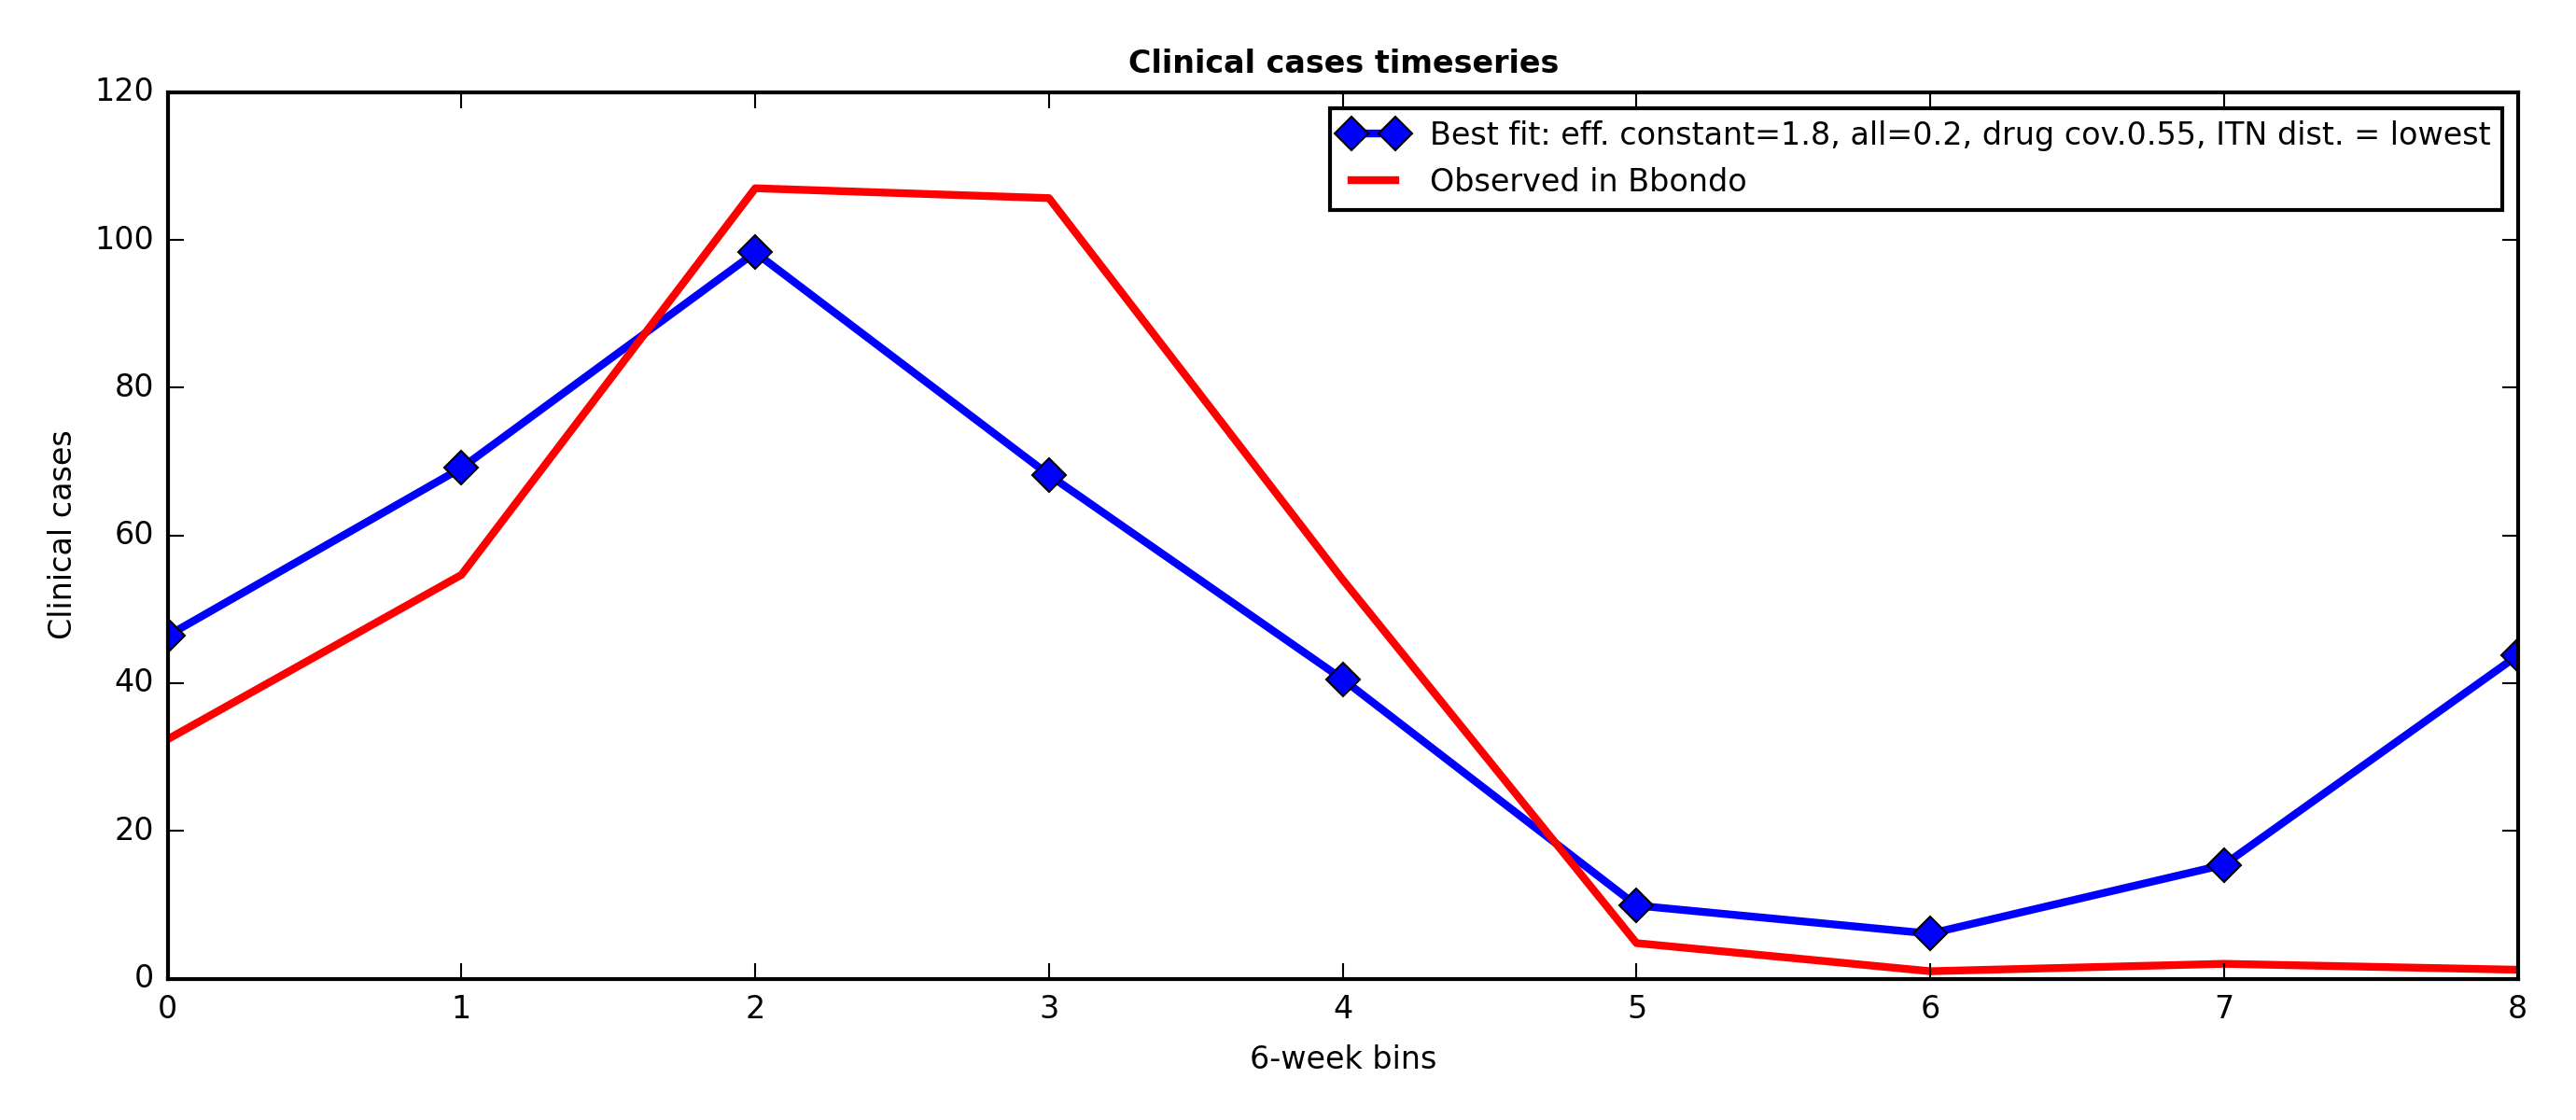 Clinical cases timeseries
120
100
80
60
40
20
0
Clinical cases
Best fit: eff. constant=1.8, all=0.2, drug cov.0.55, ITN dist. = lowest
Observed in Bbondo
0 1 2 3 4 5 6 7 8
6-week bins